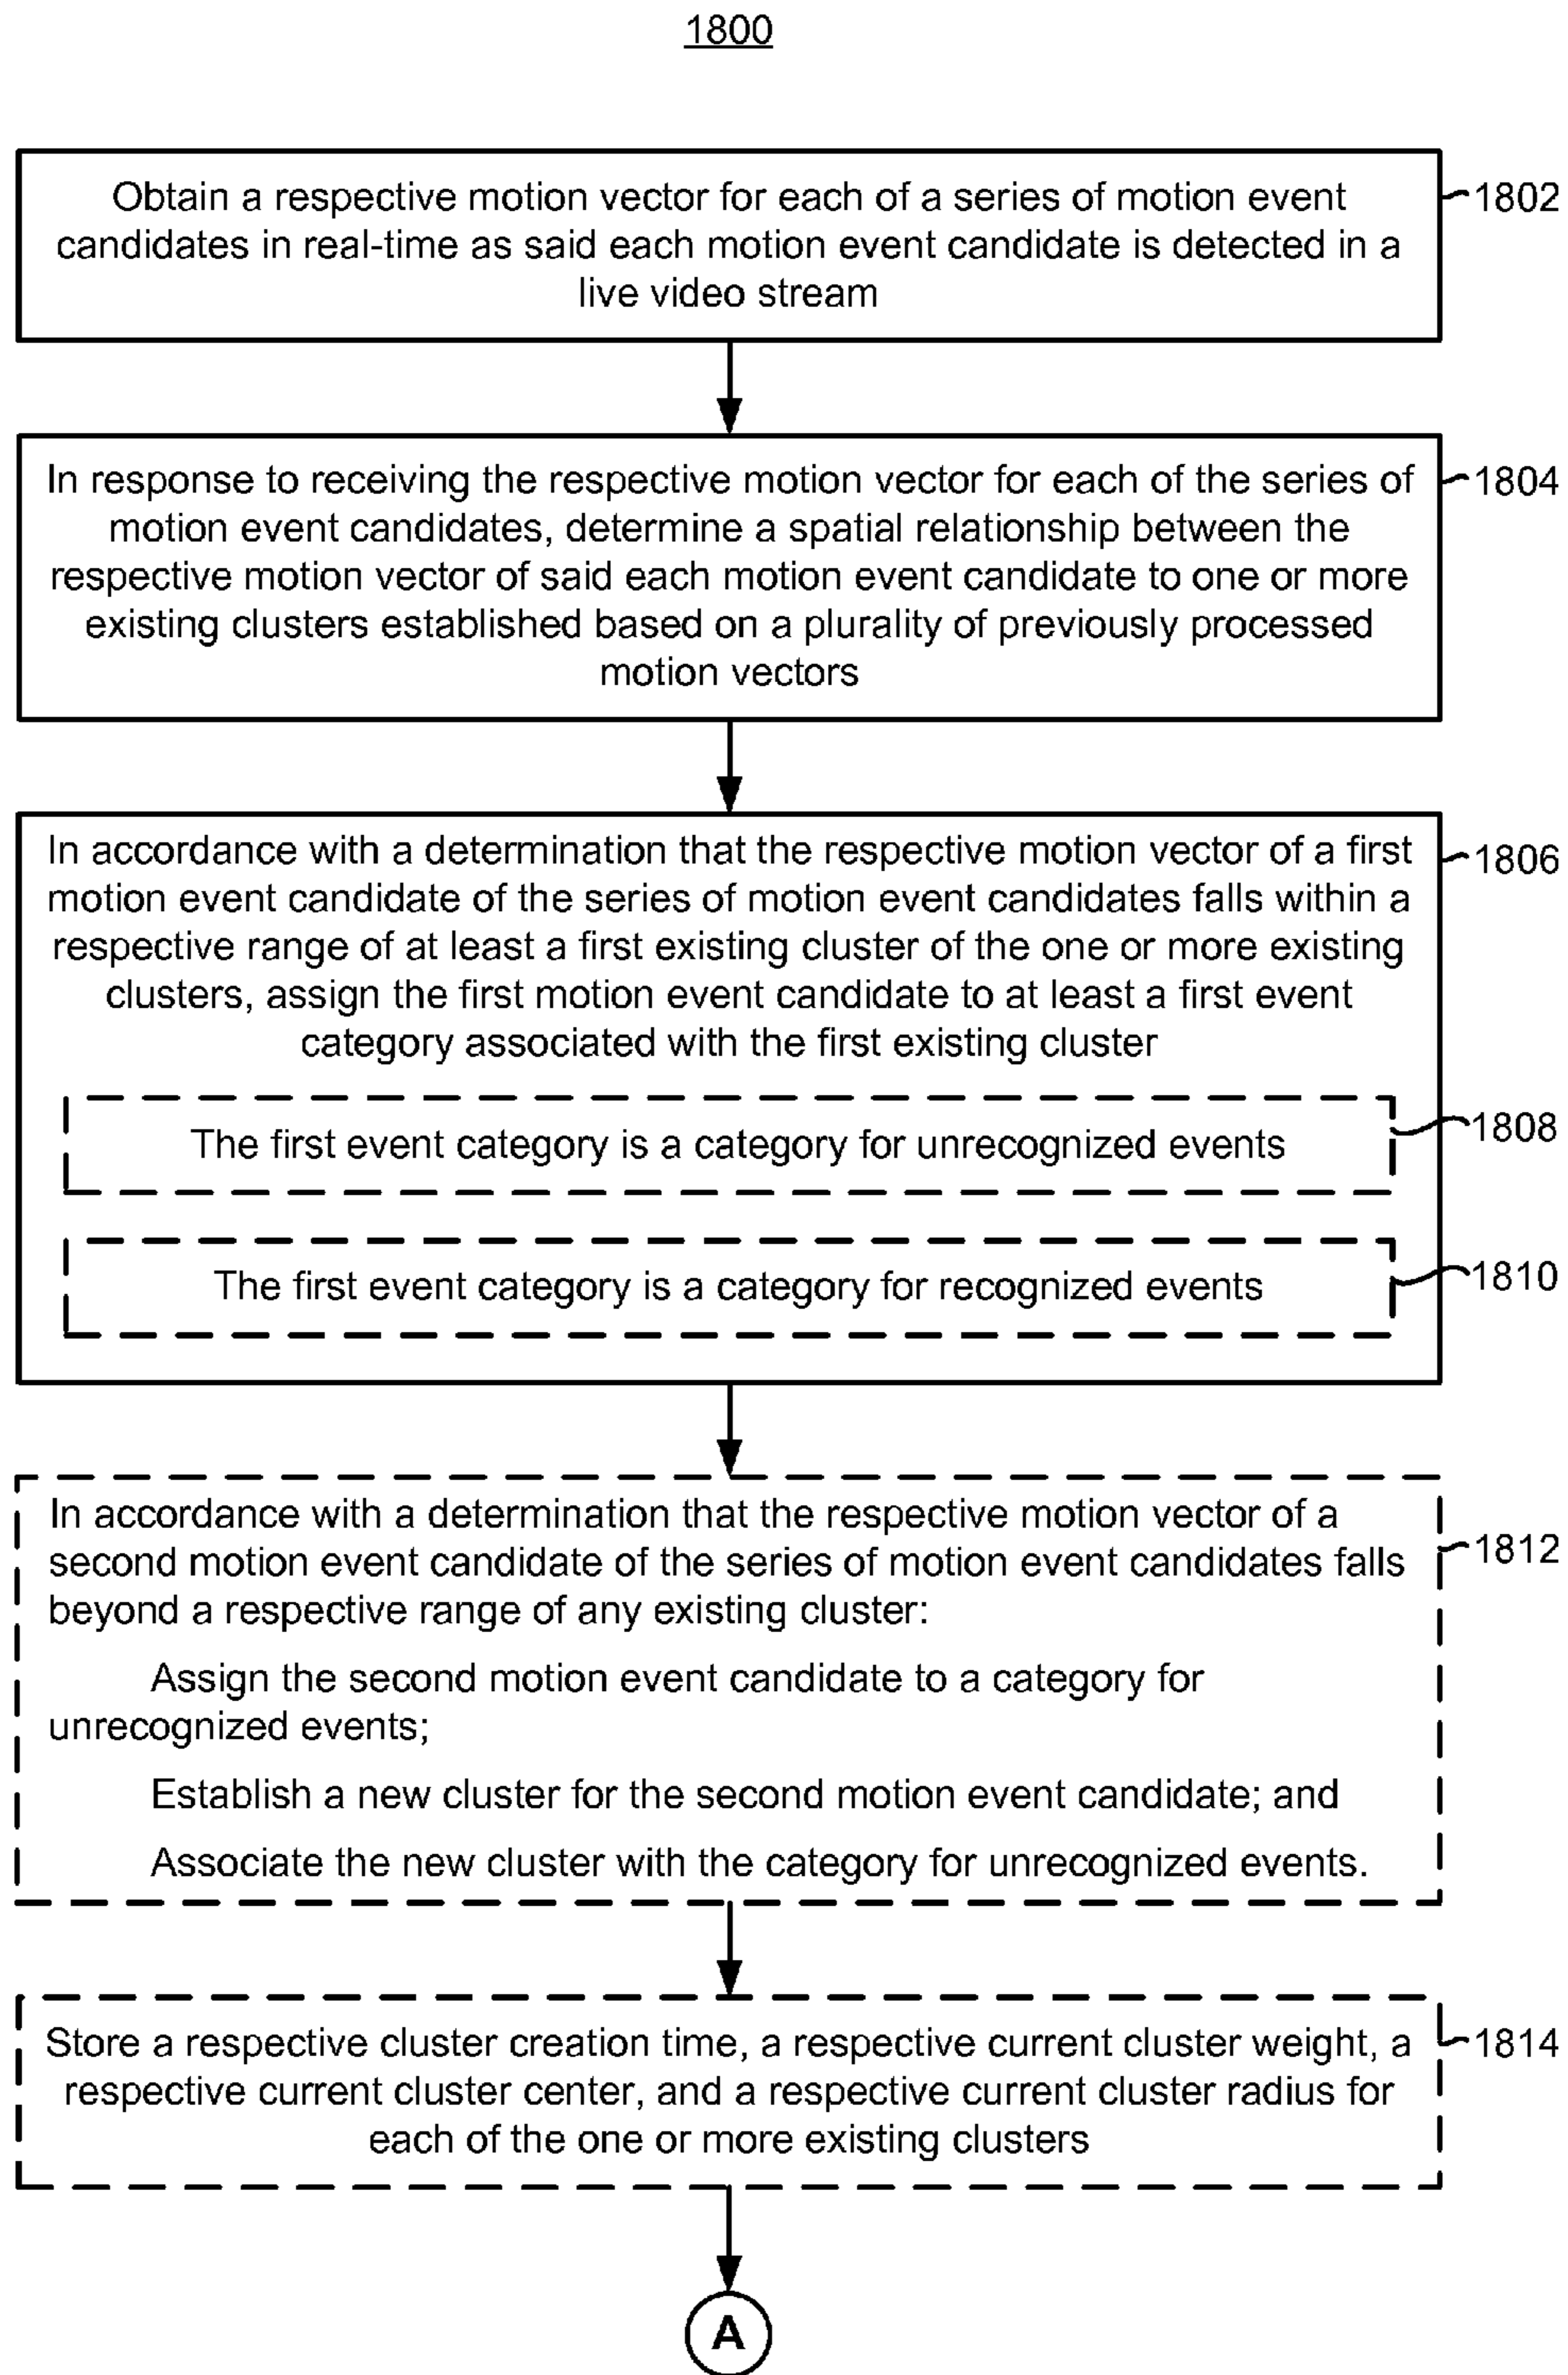 1800
Obtain a respective motion vector for each of a series of motion event
candidates in real-time as said each motion event candidate is detected in a
live video stream
1802
In response to receiving the respective motion vector for each of the series of
motion event candidates, determine a spatial relationship between the
respective motion vector of said each motion event candidate to one or more
existing clusters established based on a plurality of previously processed
motion vectors
1804
In accordance with a determination that the respective motion vector of a first
motion event candidate of the series of motion event candidates falls within a
respective range of at least a first existing cluster of the one or more existing
clusters, assign the first motion event candidate to at least a first event
category associated with the first existing cluster
1806
The first event category is a category for unrecognized events
1808
The first event category is a category for recognized events
1810
In accordance with a determination that the respective motion vector of a
second motion event candidate of the series of motion event candidates falls
beyond a respective range of any existing cluster:
Assign the second motion event candidate to a category for
unrecognized events;
Establish a new cluster for the second motion event candidate; and
Associate the new cluster with the category for unrecognized events.
1812
Store a respective cluster creation time, a respective current cluster weight, a
respective current cluster center, and a respective current cluster radius for
each of the one or more existing clusters
1814
A